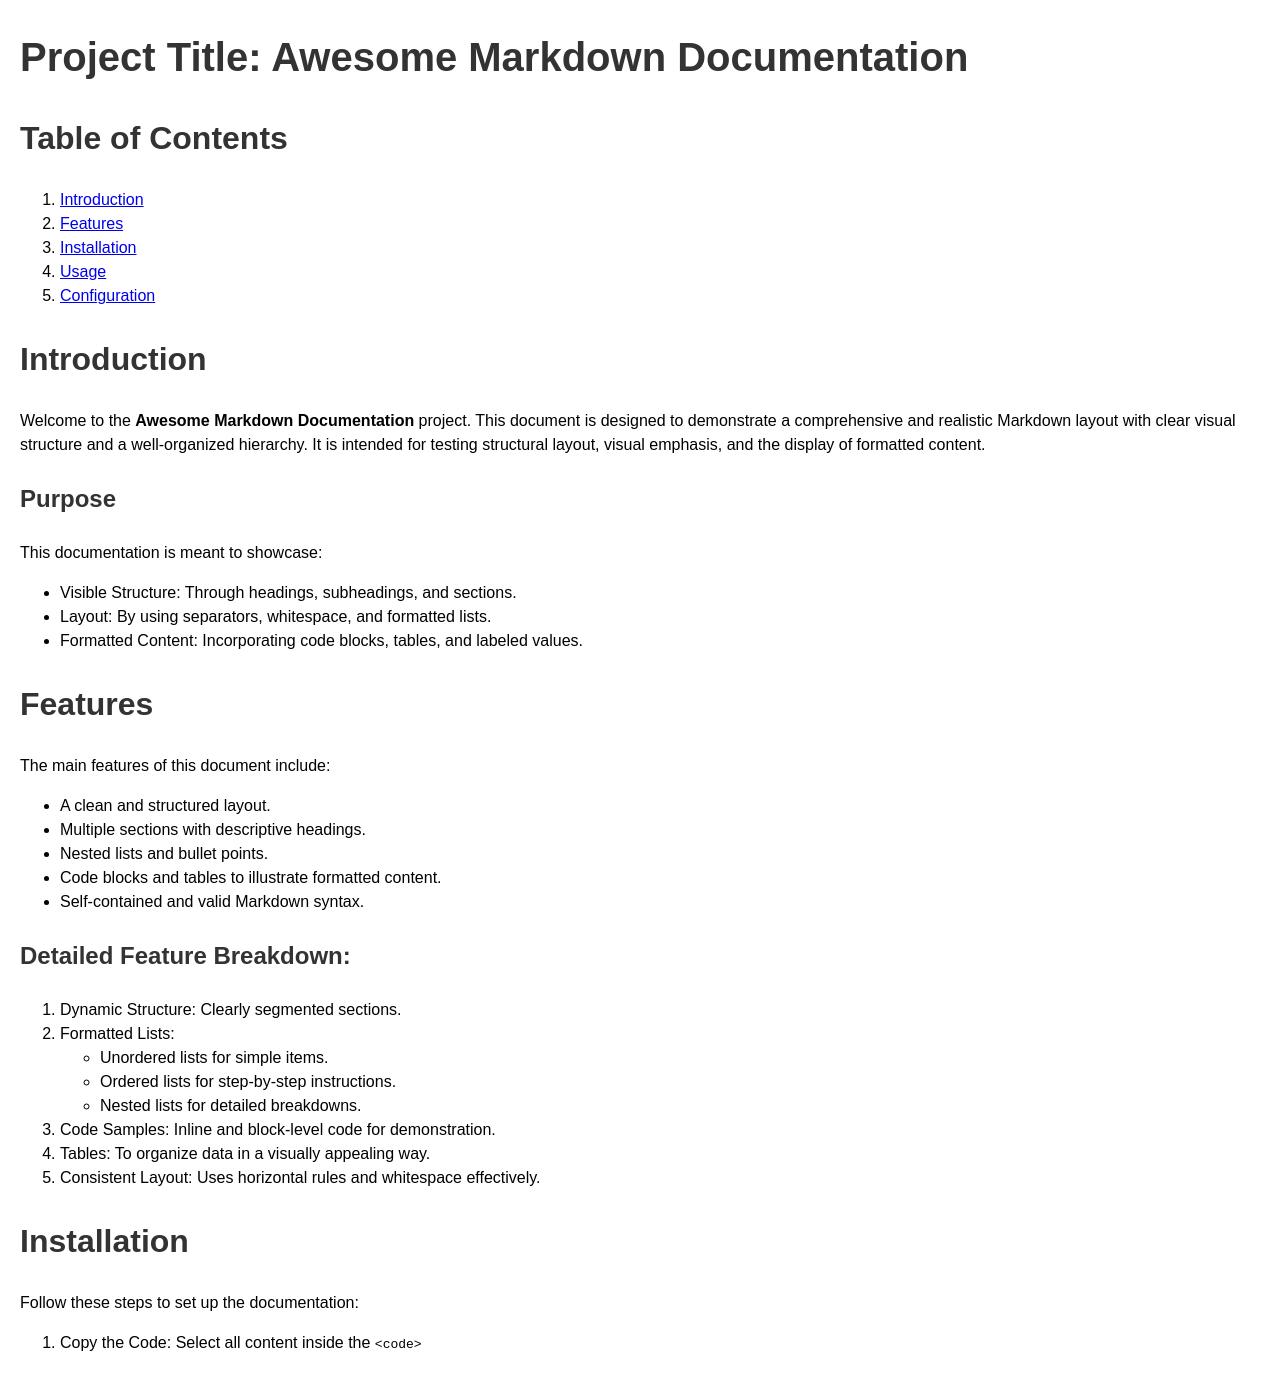 Project Title: Awesome Markdown Documentation
Table of Contents
1. Introduction
2. Features
3. Installation
4. Usage
5. Configuration
Introduction
Welcome to the Awesome Markdown Documentation project. This document is designed to demonstrate a comprehensive and realistic Markdown layout with clear visual
structure and a well-organized hierarchy. It is intended for testing structural layout, visual emphasis, and the display of formatted content.
Purpose
This documentation is meant to showcase:
• Visible Structure: Through headings, subheadings, and sections.
• Layout: By using separators, whitespace, and formatted lists.
• Formatted Content: Incorporating code blocks, tables, and labeled values.
Features
The main features of this document include:
• A clean and structured layout.
• Multiple sections with descriptive headings.
• Nested lists and bullet points.
• Code blocks and tables to illustrate formatted content.
• Self-contained and valid Markdown syntax.
Detailed Feature Breakdown:
1. Dynamic Structure: Clearly segmented sections.
2. Formatted Lists:
◦ Unordered lists for simple items.
◦ Ordered lists for step-by-step instructions.
◦ Nested lists for detailed breakdowns.
3. Code Samples: Inline and block-level code for demonstration.
4. Tables: To organize data in a visually appealing way.
5. Consistent Layout: Uses horizontal rules and whitespace effectively.
Installation
Follow these steps to set up the documentation:
1. Copy the Code: Select all content inside the <code>